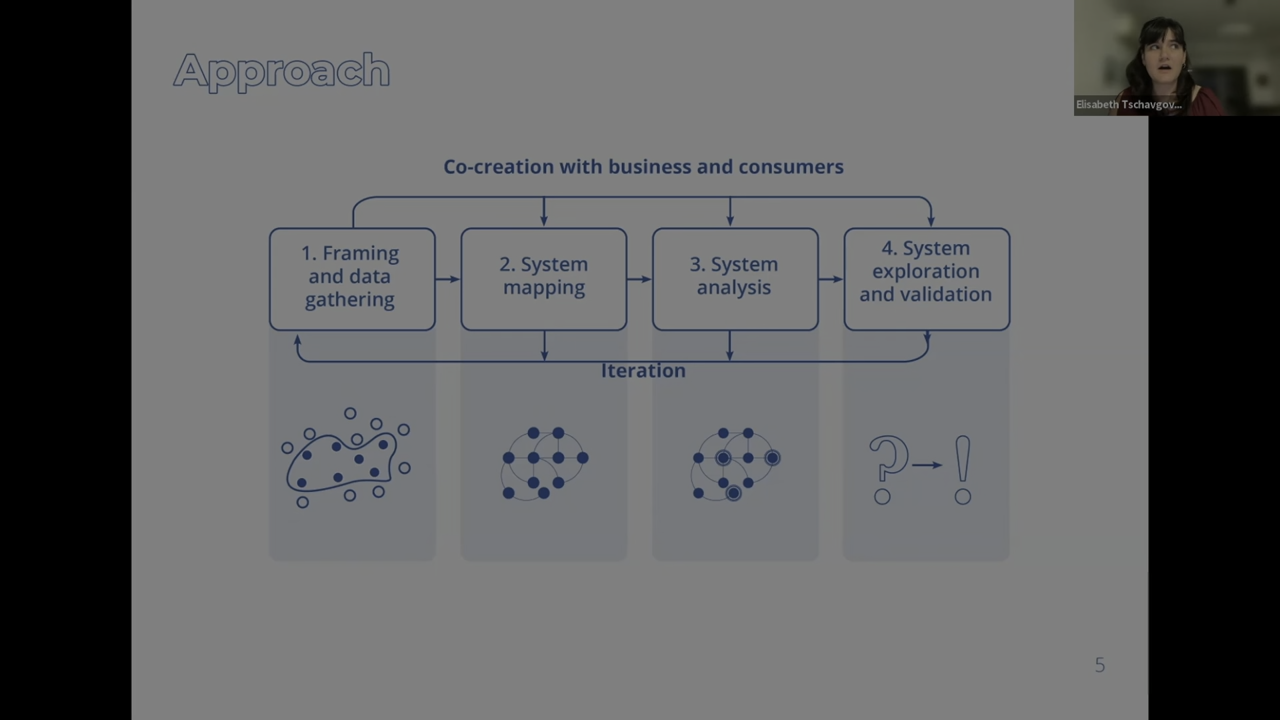 Approach
Elisabeth Tschavgov...
Co-creation with business and consumers
1. Framing
and data
gathering
2. System
mapping
3. System
analysis
4. System
exploration
and validation
Iteration
? !
5